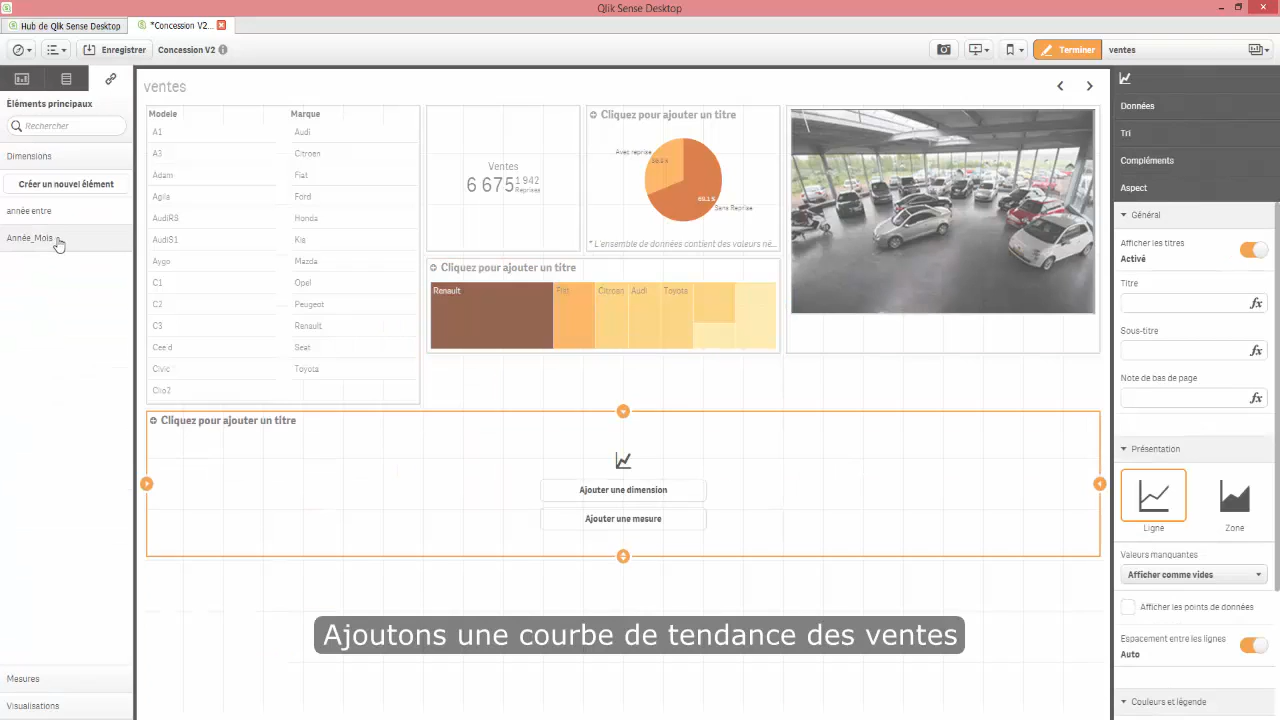 Qlik Sense Desktop
Hub de Qlik Sense Desktop
*Concession V2...
Enregistrer
Concession V2
Terminer
ventes
Éléments principaux
Rechercher
Dimensions
Créer un nouvel élément
année entre
Année_Mois
Mesures
Visualisations
ventes
Modele
Marque
A1
Audi
A3
Citroen
Adam
Fiat
Agila
Ford
AudiR8
Honda
AudiS1
Kia
Aygo
Mazda
C1
Opel
C2
Peugeot
C3
Renault
Cee'd
Seat
Civic
Toyota
Clio2
Ventes
6 675
1 942
Reprises
Cliquez pour ajouter un titre
Avec reprise
Sans Reprise
* L'ensemble de données contient des valeurs né...
Cliquez pour ajouter un titre
Renault
Fiat
Citroen
Audi
Toyota
Cliquez pour ajouter un titre
Ajouter une dimension
Ajouter une mesure
Ajoutons une courbe de tendance des ventes
Données
Tri
Compléments
Aspect
Général
Afficher les titres
Activé
Titre
fx
Sous-titre
fx
Note de bas de page
fx
Présentation
Ligne
Zone
Valeurs manquantes
Afficher comme vides
Afficher les points de données
Espacement entre les lignes
Auto
Couleurs et légende